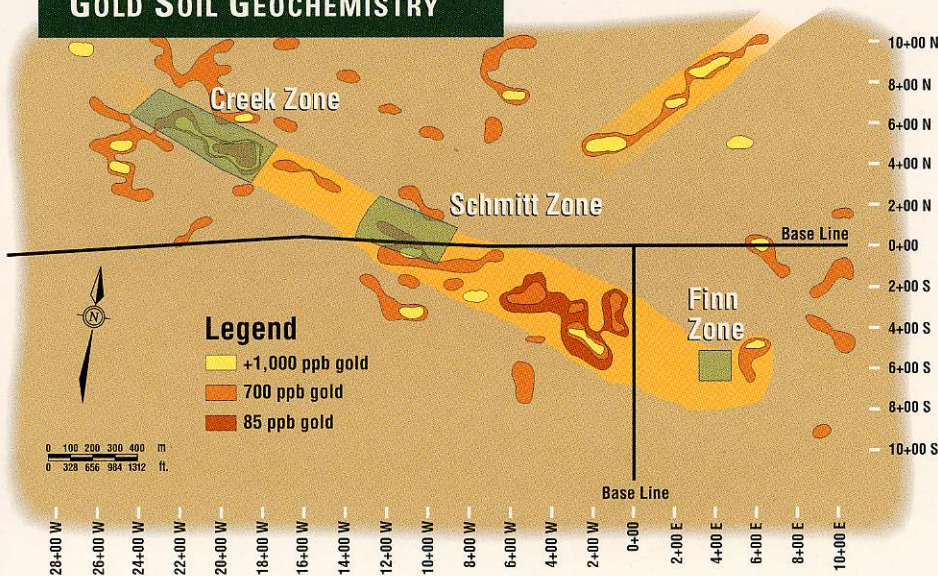 GOLD SOIL GEOCHEMISTRY
10+00 N
8+00 N
Creek Zone
6+00 N
4+00 N
Schmitt Zone
2+00 N
Base Line
0+00
2+00 S
Finn
Zone
N
Legend
4+00 S
+1,000 ppb gold
6+00 S
700 ppb gold
8+00 S
85 ppb gold
10+00 S
0 100 200 300 400 m
0 328 656 984 1312 ft.
Base Line
28+00 W
26+00 W
24+00 W
22+00 W
20+00 W
18+00 W
16+00 W
14+00 W
12+00 W
10+00 W
8+00 W
6+00 W
4+00 W
2+00 W
0+00
2+00 E
4+00 E
6+00 E
8+00 E
10+00 E